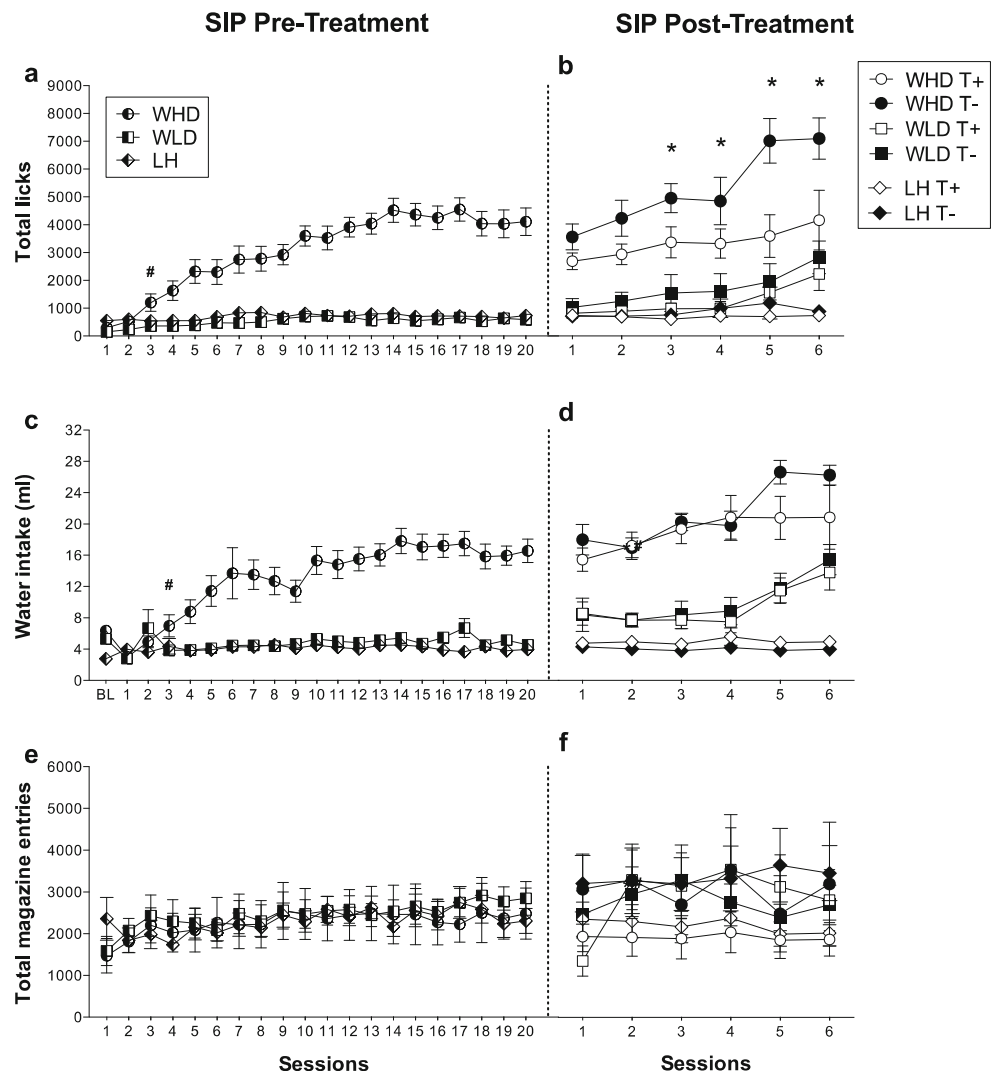 SIP Pre-Treatment
SIP Post-Treatment
a
Total licks
9000
8000
7000
6000
5000
4000
3000
2000
1000
0
WHD
WLD
LH
#
1 2 3 4 5 6 7 8 9 10 11 12 13 14 15 16 17 18 19 20
b
* * * *
1 2 3 4 5 6
WHD T+
WHD T-
WLD T+
WLD T-
LH T+
LH T-
c
Water intake (ml)
32
28
24
20
16
12
8
4
0
#
BL 1 2 3 4 5 6 7 8 9 10 11 12 13 14 15 16 17 18 19 20
d
1 2 3 4 5 6
e
Total magazine entries
6000
5000
4000
3000
2000
1000
0
1 2 3 4 5 6 7 8 9 10 11 12 13 14 15 16 17 18 19 20
Sessions
f
1 2 3 4 5 6
Sessions